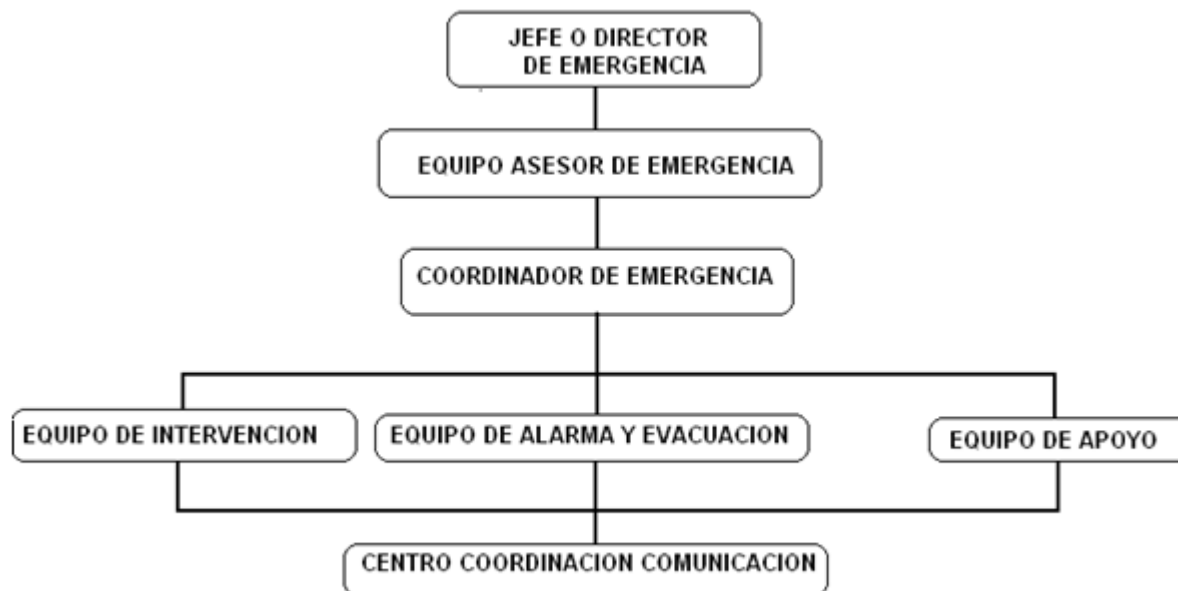 JEFE O DIRECTOR
DE EMERGENCIA
EQUIPO ASESOR DE EMERGENCIA
COORDINADOR DE EMERGENCIA
EQUIPO DE INTERVENCION
EQUIPO DE ALARMA Y EVACUACION
EQUIPO DE APOYO
CENTRO COORDINACION COMUNICACION